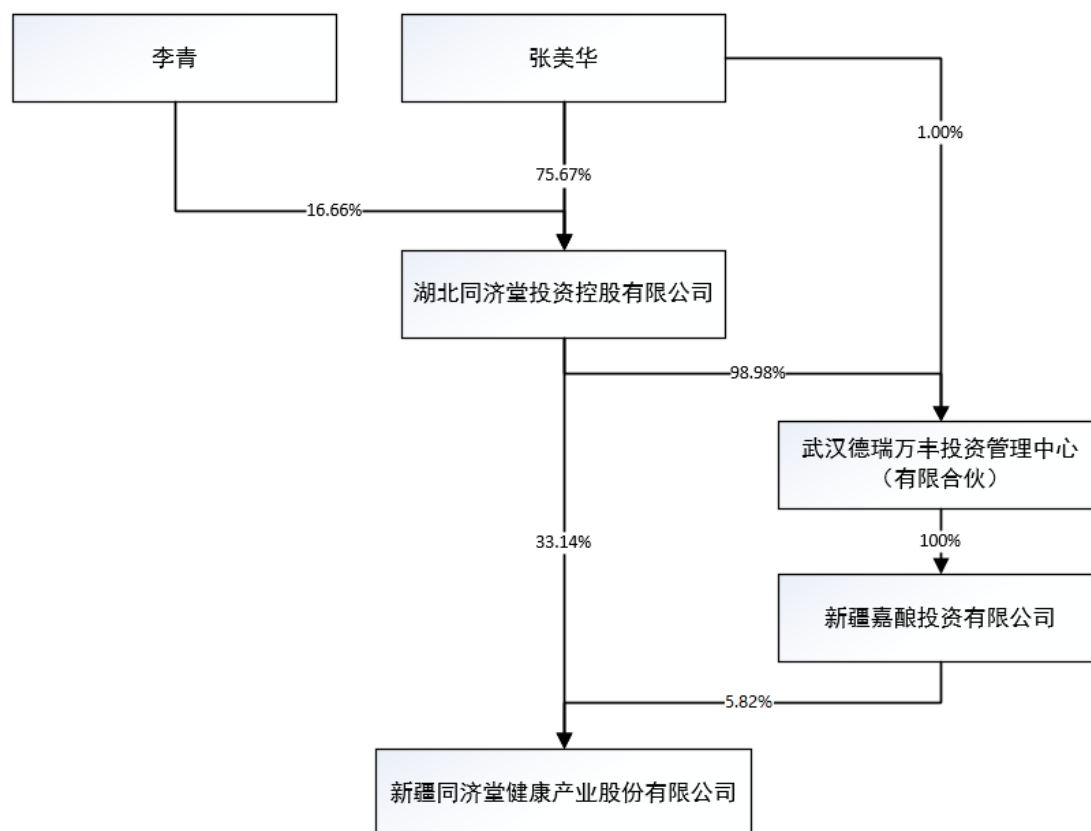 李青
张美华
1.00%
75.67%
16.66%
湖北同济堂投资控股有限公司
98.98%
武汉德瑞万丰投资管理中心
（有限合伙）
33.14%
100%
新疆嘉酿投资有限公司
5.82%
新疆同济堂健康产业股份有限公司